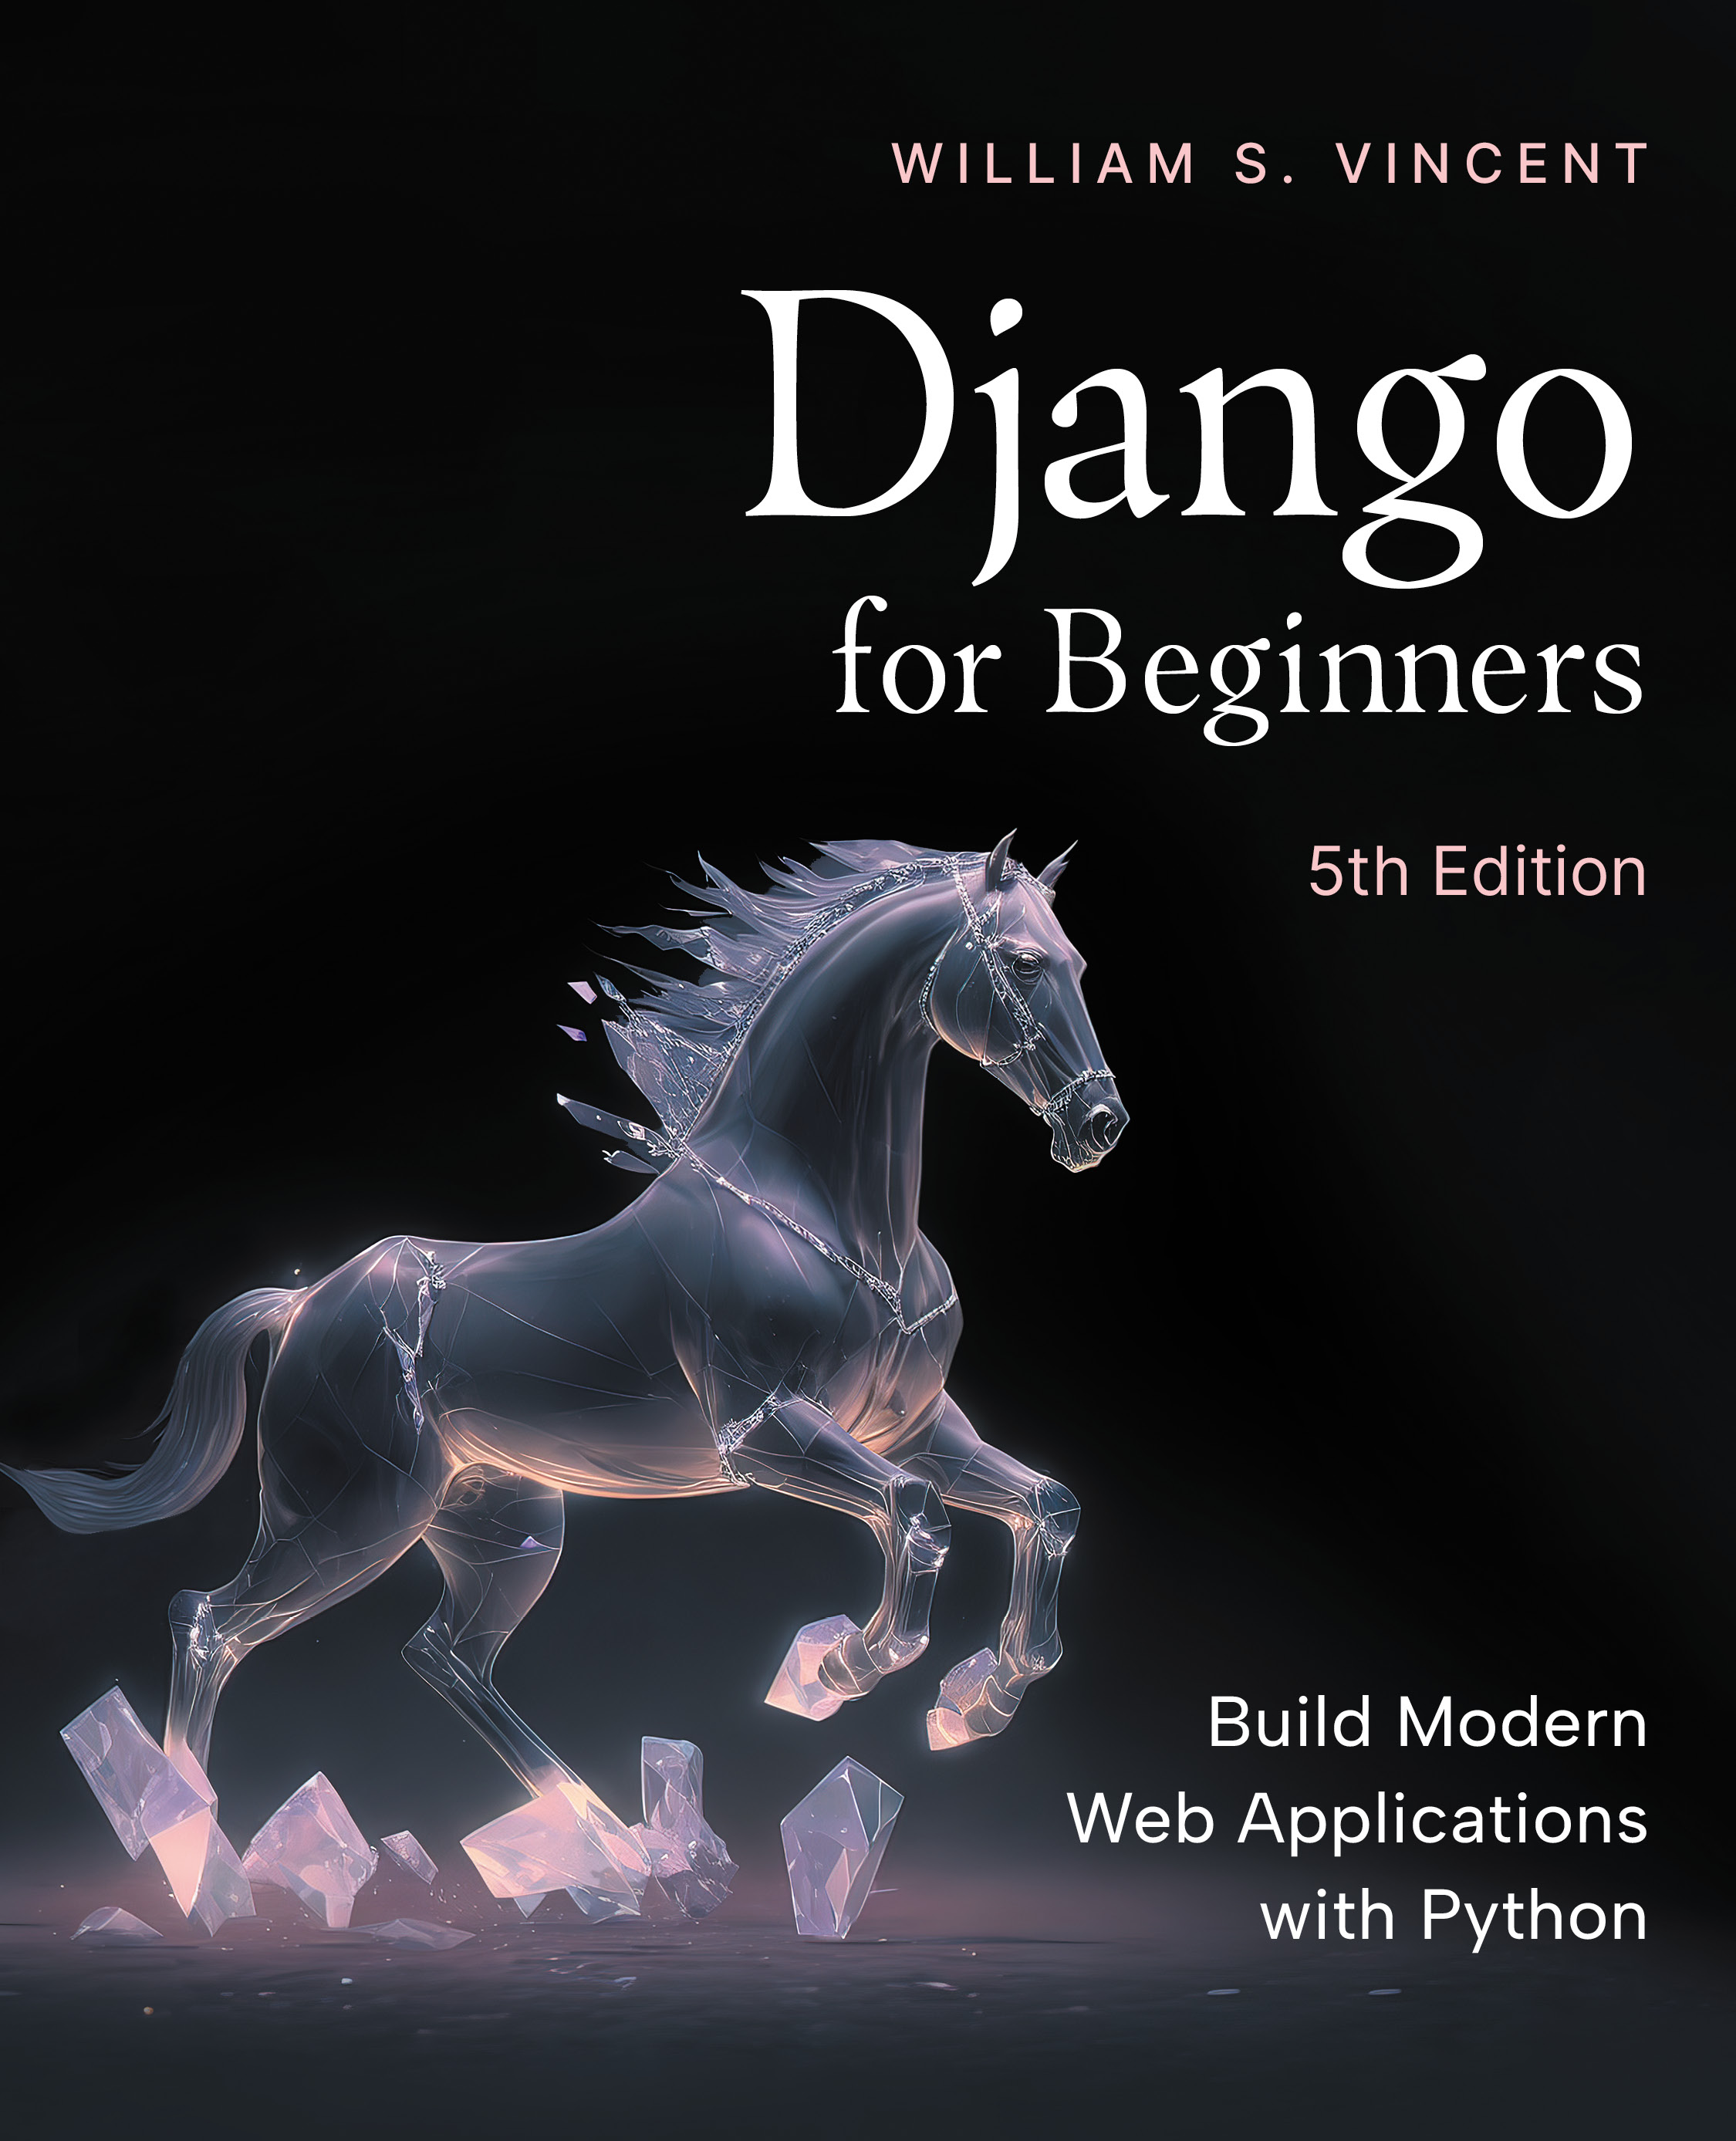 WILLIAM S. VINCENT
Django
for Beginners
5th Edition
Build Modern
Web Applications
with Python